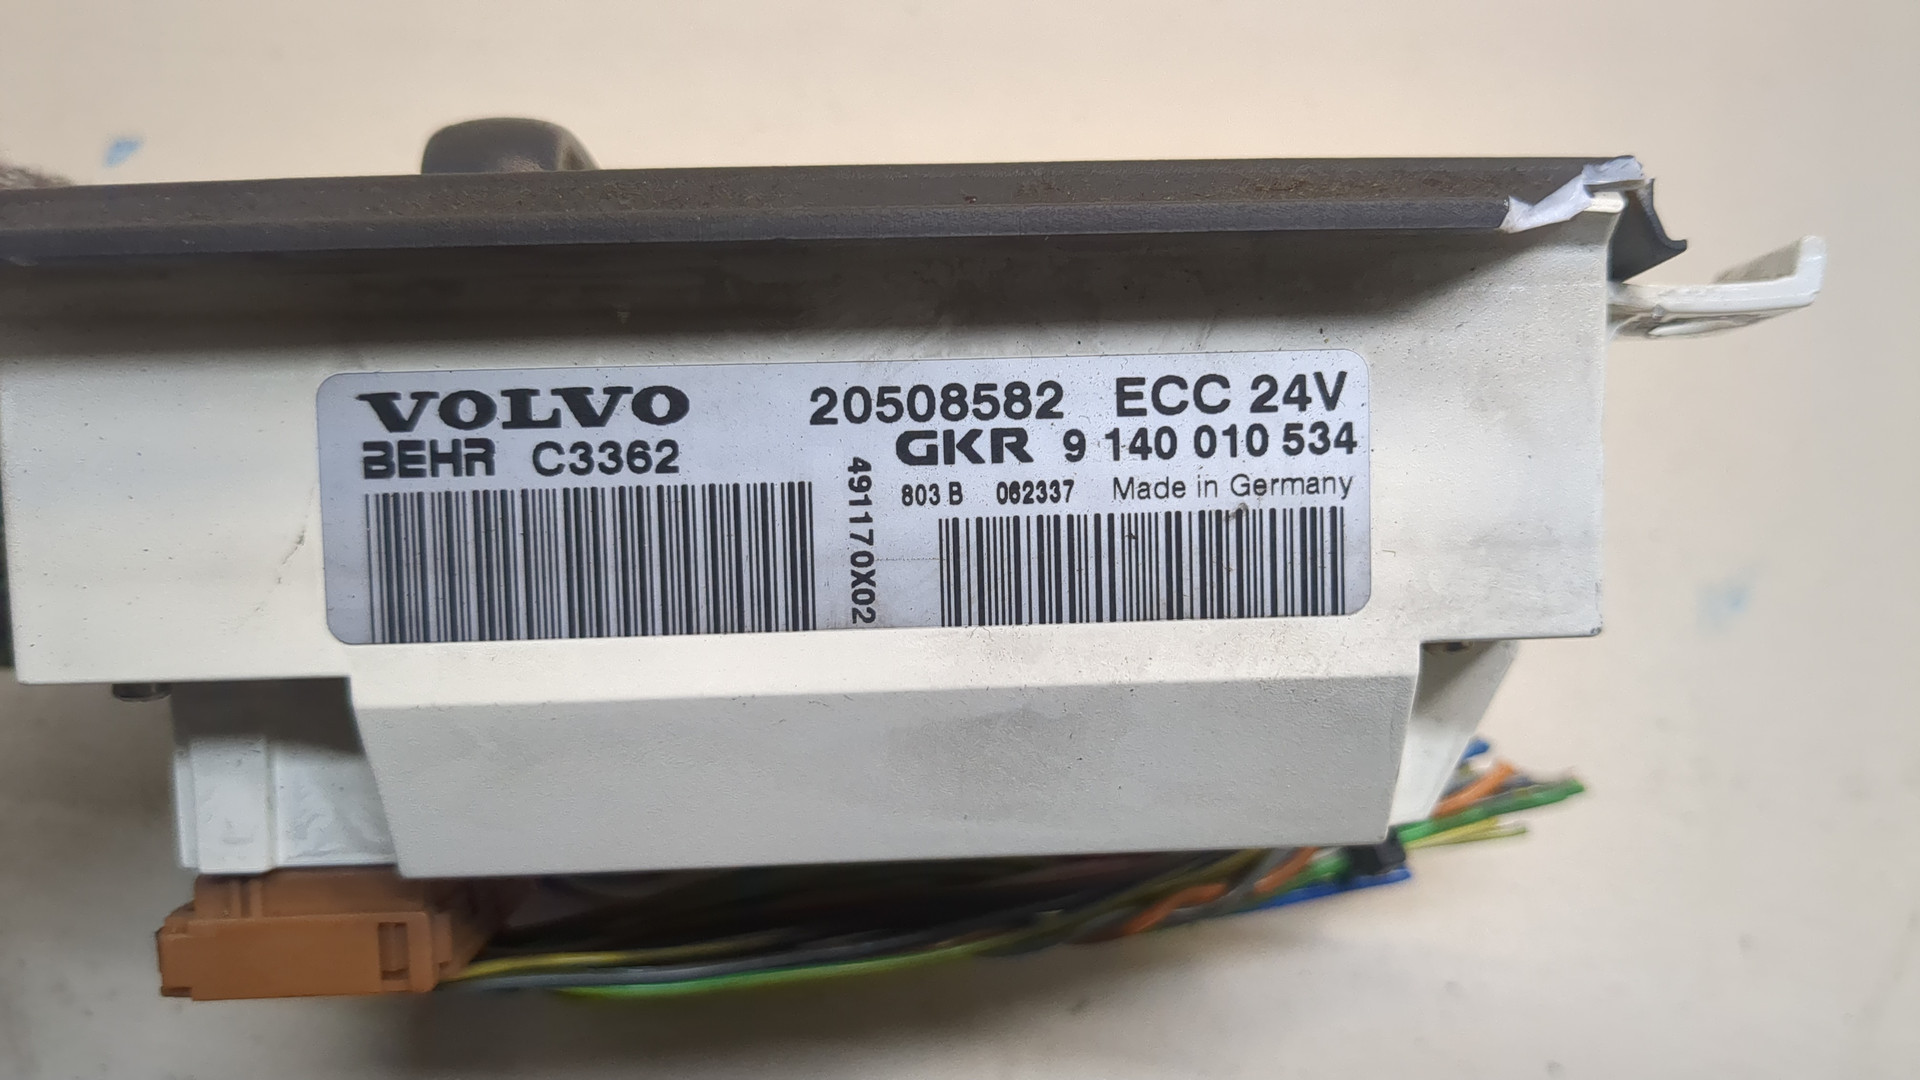 VOLVO 20508582 ECC 24V
BEHR C3362 GKR 9 140 010 534
803 B 062337 Made in Germany
491170X02